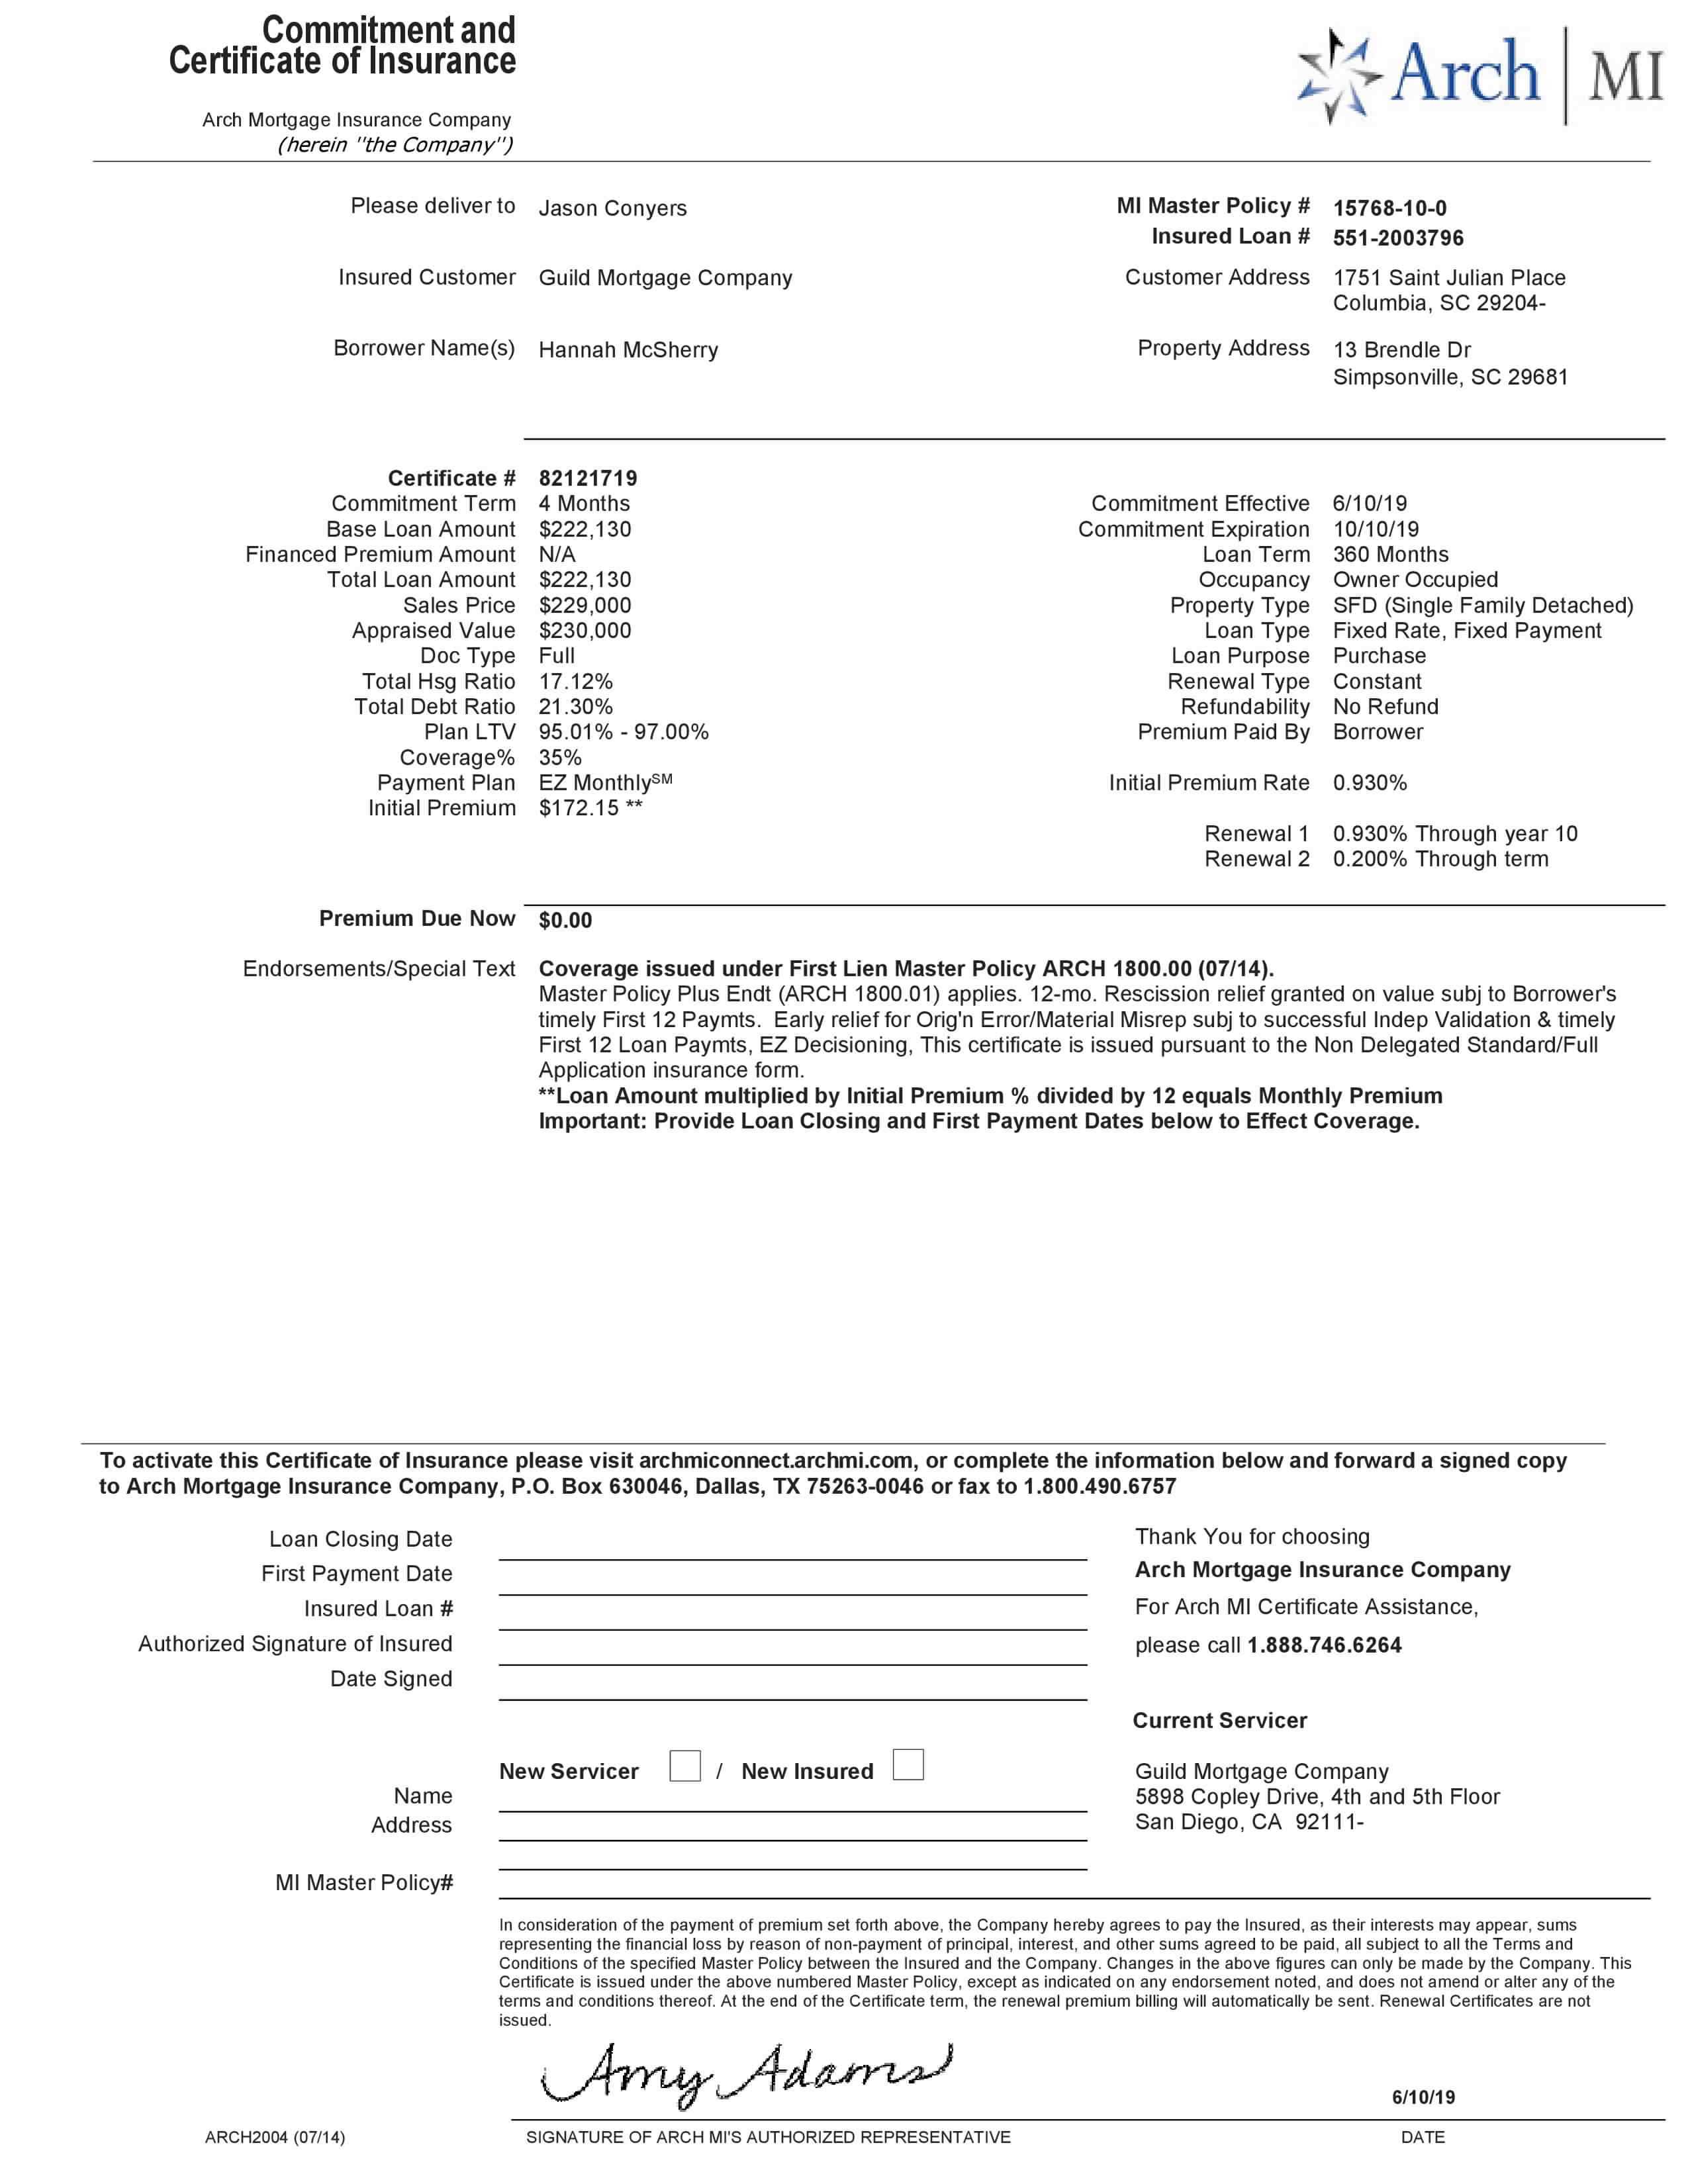 Commitment and
Certificate of Insurance
Arch | MI
Arch Mortgage Insurance Company
(herein "the Company")
Please deliver to Jason Conyers
MI Master Policy # 15768-10-0
Insured Loan # 551-2003796
Insured Customer Guild Mortgage Company
Customer Address 1751 Saint Julian Place
Columbia, SC 29204-
Borrower Name(s) Hannah McSherry
Property Address 13 Brendle Dr
Simpsonville, SC 29681
Certificate # 82121719
Commitment Term 4 Months Commitment Effective 6/10/19
Base Loan Amount $222,130 Commitment Expiration 10/10/19
Financed Premium Amount N/A Loan Term 360 Months
Total Loan Amount $222,130 Occupancy Owner Occupied
Sales Price $229,000 Property Type SFD (Single Family Detached)
Appraised Value $230,000 Loan Type Fixed Rate, Fixed Payment
Doc Type Full Loan Purpose Purchase
Total Hsg Ratio 17.12% Renewal Type Constant
Total Debt Ratio 21.30% Refundability No Refund
Plan LTV 95.01% - 97.00% Premium Paid By Borrower
Coverage% 35%
Payment Plan EZ Monthly℠ Initial Premium Rate 0.930%
Initial Premium $172.15 **
Renewal 1 0.930% Through year 10
Renewal 2 0.200% Through term
Premium Due Now $0.00
Endorsements/Special Text Coverage issued under First Lien Master Policy ARCH 1800.00 (07/14).
Master Policy Plus Endt (ARCH 1800.01) applies. 12-mo. Rescission relief granted on value subj to Borrower's
timely First 12 Paymts. Early relief for Orig'n Error/Material Misrep subj to successful Indep Validation & timely
First 12 Loan Paymts, EZ Decisioning, This certificate is issued pursuant to the Non Delegated Standard/Full
Application insurance form.
**Loan Amount multiplied by Initial Premium % divided by 12 equals Monthly Premium
Important: Provide Loan Closing and First Payment Dates below to Effect Coverage.
To activate this Certificate of Insurance please visit archmiconnect.archmi.com, or complete the information below and forward a signed copy
to Arch Mortgage Insurance Company, P.O. Box 630046, Dallas, TX 75263-0046 or fax to 1.800.490.6757
Loan Closing Date
First Payment Date
Insured Loan #
Authorized Signature of Insured
Date Signed
Thank You for choosing
Arch Mortgage Insurance Company
For Arch MI Certificate Assistance,
please call 1.888.746.6264
Current Servicer
New Servicer / New Insured
Name
Address
MI Master Policy#
Guild Mortgage Company
5898 Copley Drive, 4th and 5th Floor
San Diego, CA 92111-
In consideration of the payment of premium set forth above, the Company hereby agrees to pay the Insured, as their interests may appear, sums
representing the financial loss by reason of non-payment of principal, interest, and other sums agreed to be paid, all subject to all the Terms and
Conditions of the specified Master Policy between the Insured and the Company. Changes in the above figures can only be made by the Company. This
Certificate is issued under the above numbered Master Policy, except as indicated on any endorsement noted, and does not amend or alter any of the
terms and conditions thereof. At the end of the Certificate term, the renewal premium billing will automatically be sent. Renewal Certificates are not
issued.
Amy Adams
6/10/19
ARCH2004 (07/14) SIGNATURE OF ARCH MI'S AUTHORIZED REPRESENTATIVE DATE